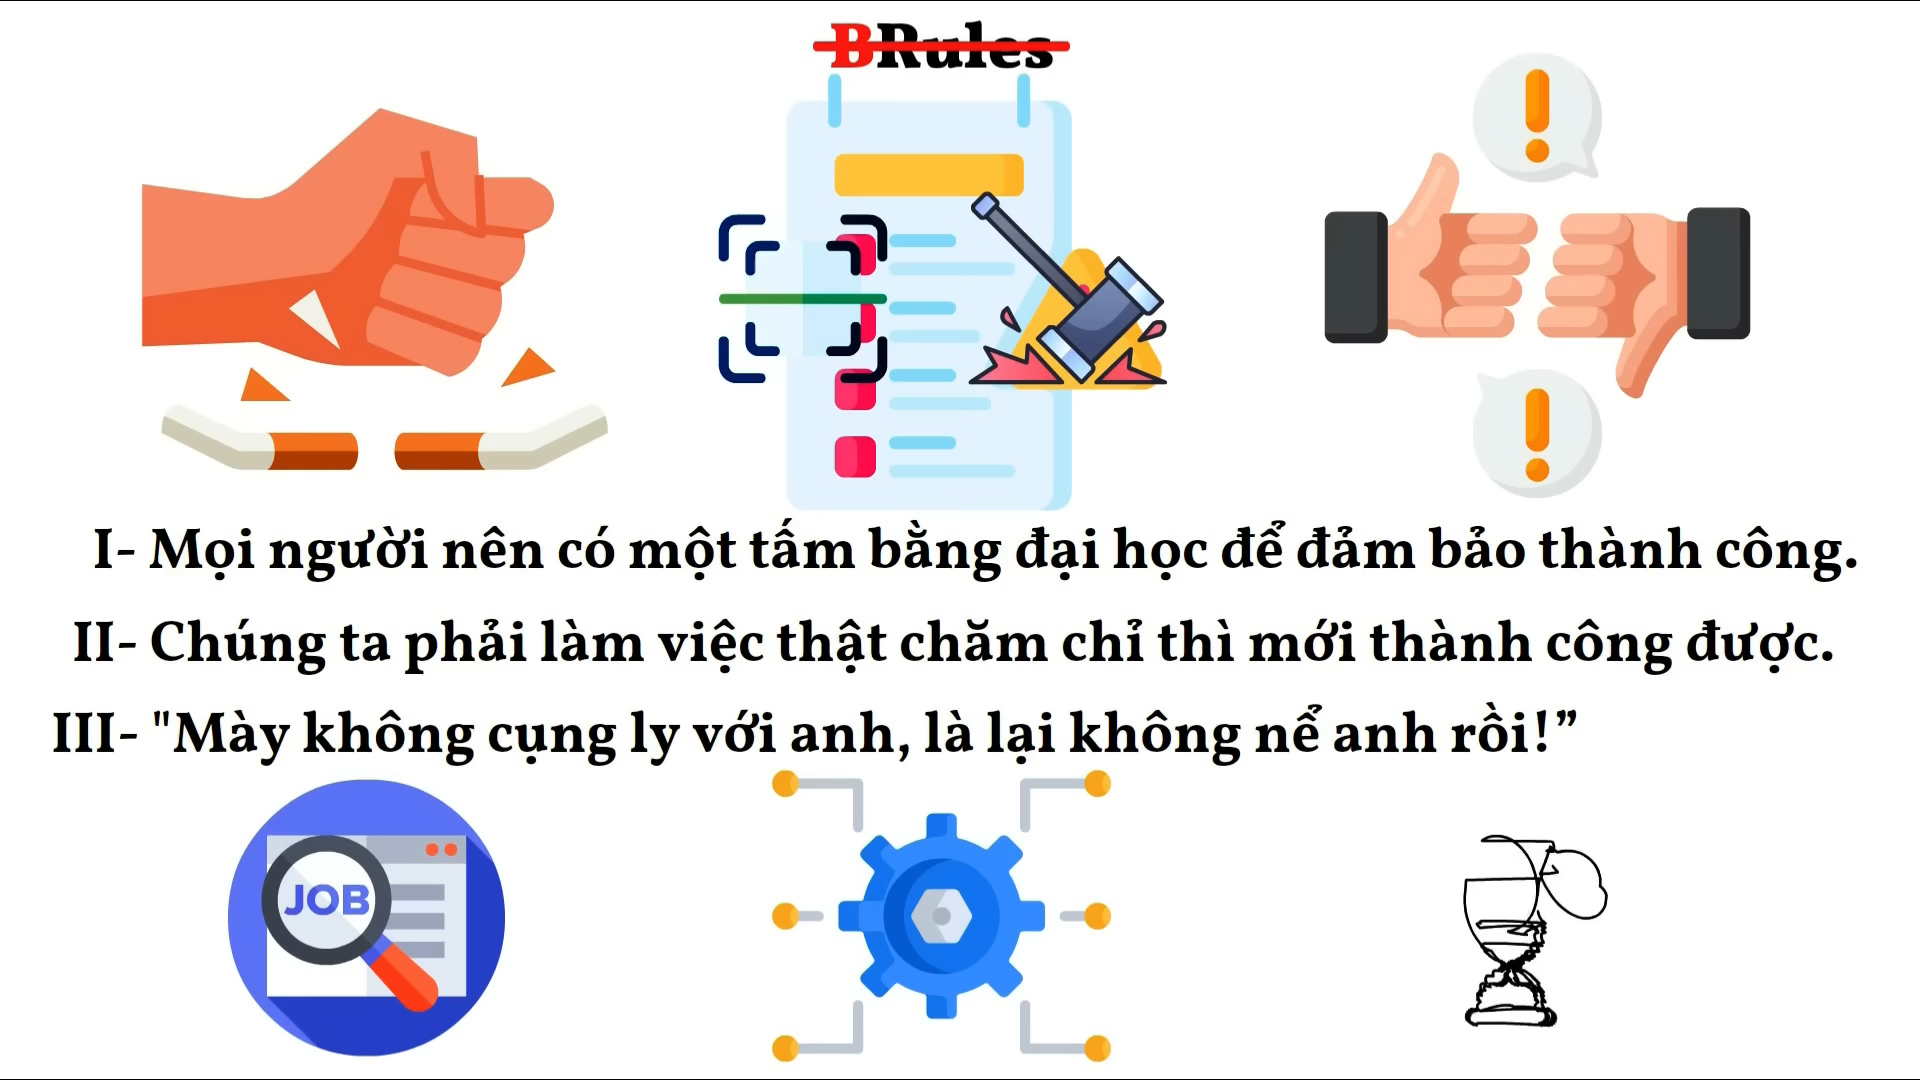 BRules
I- Mọi người nên có một tấm bằng đại học để đảm bảo thành công.
II- Chúng ta phải làm việc thật chăm chỉ thì mới thành công được.
III- "Mày không cụng ly với anh, là lại không nể anh rồi!”
JOB